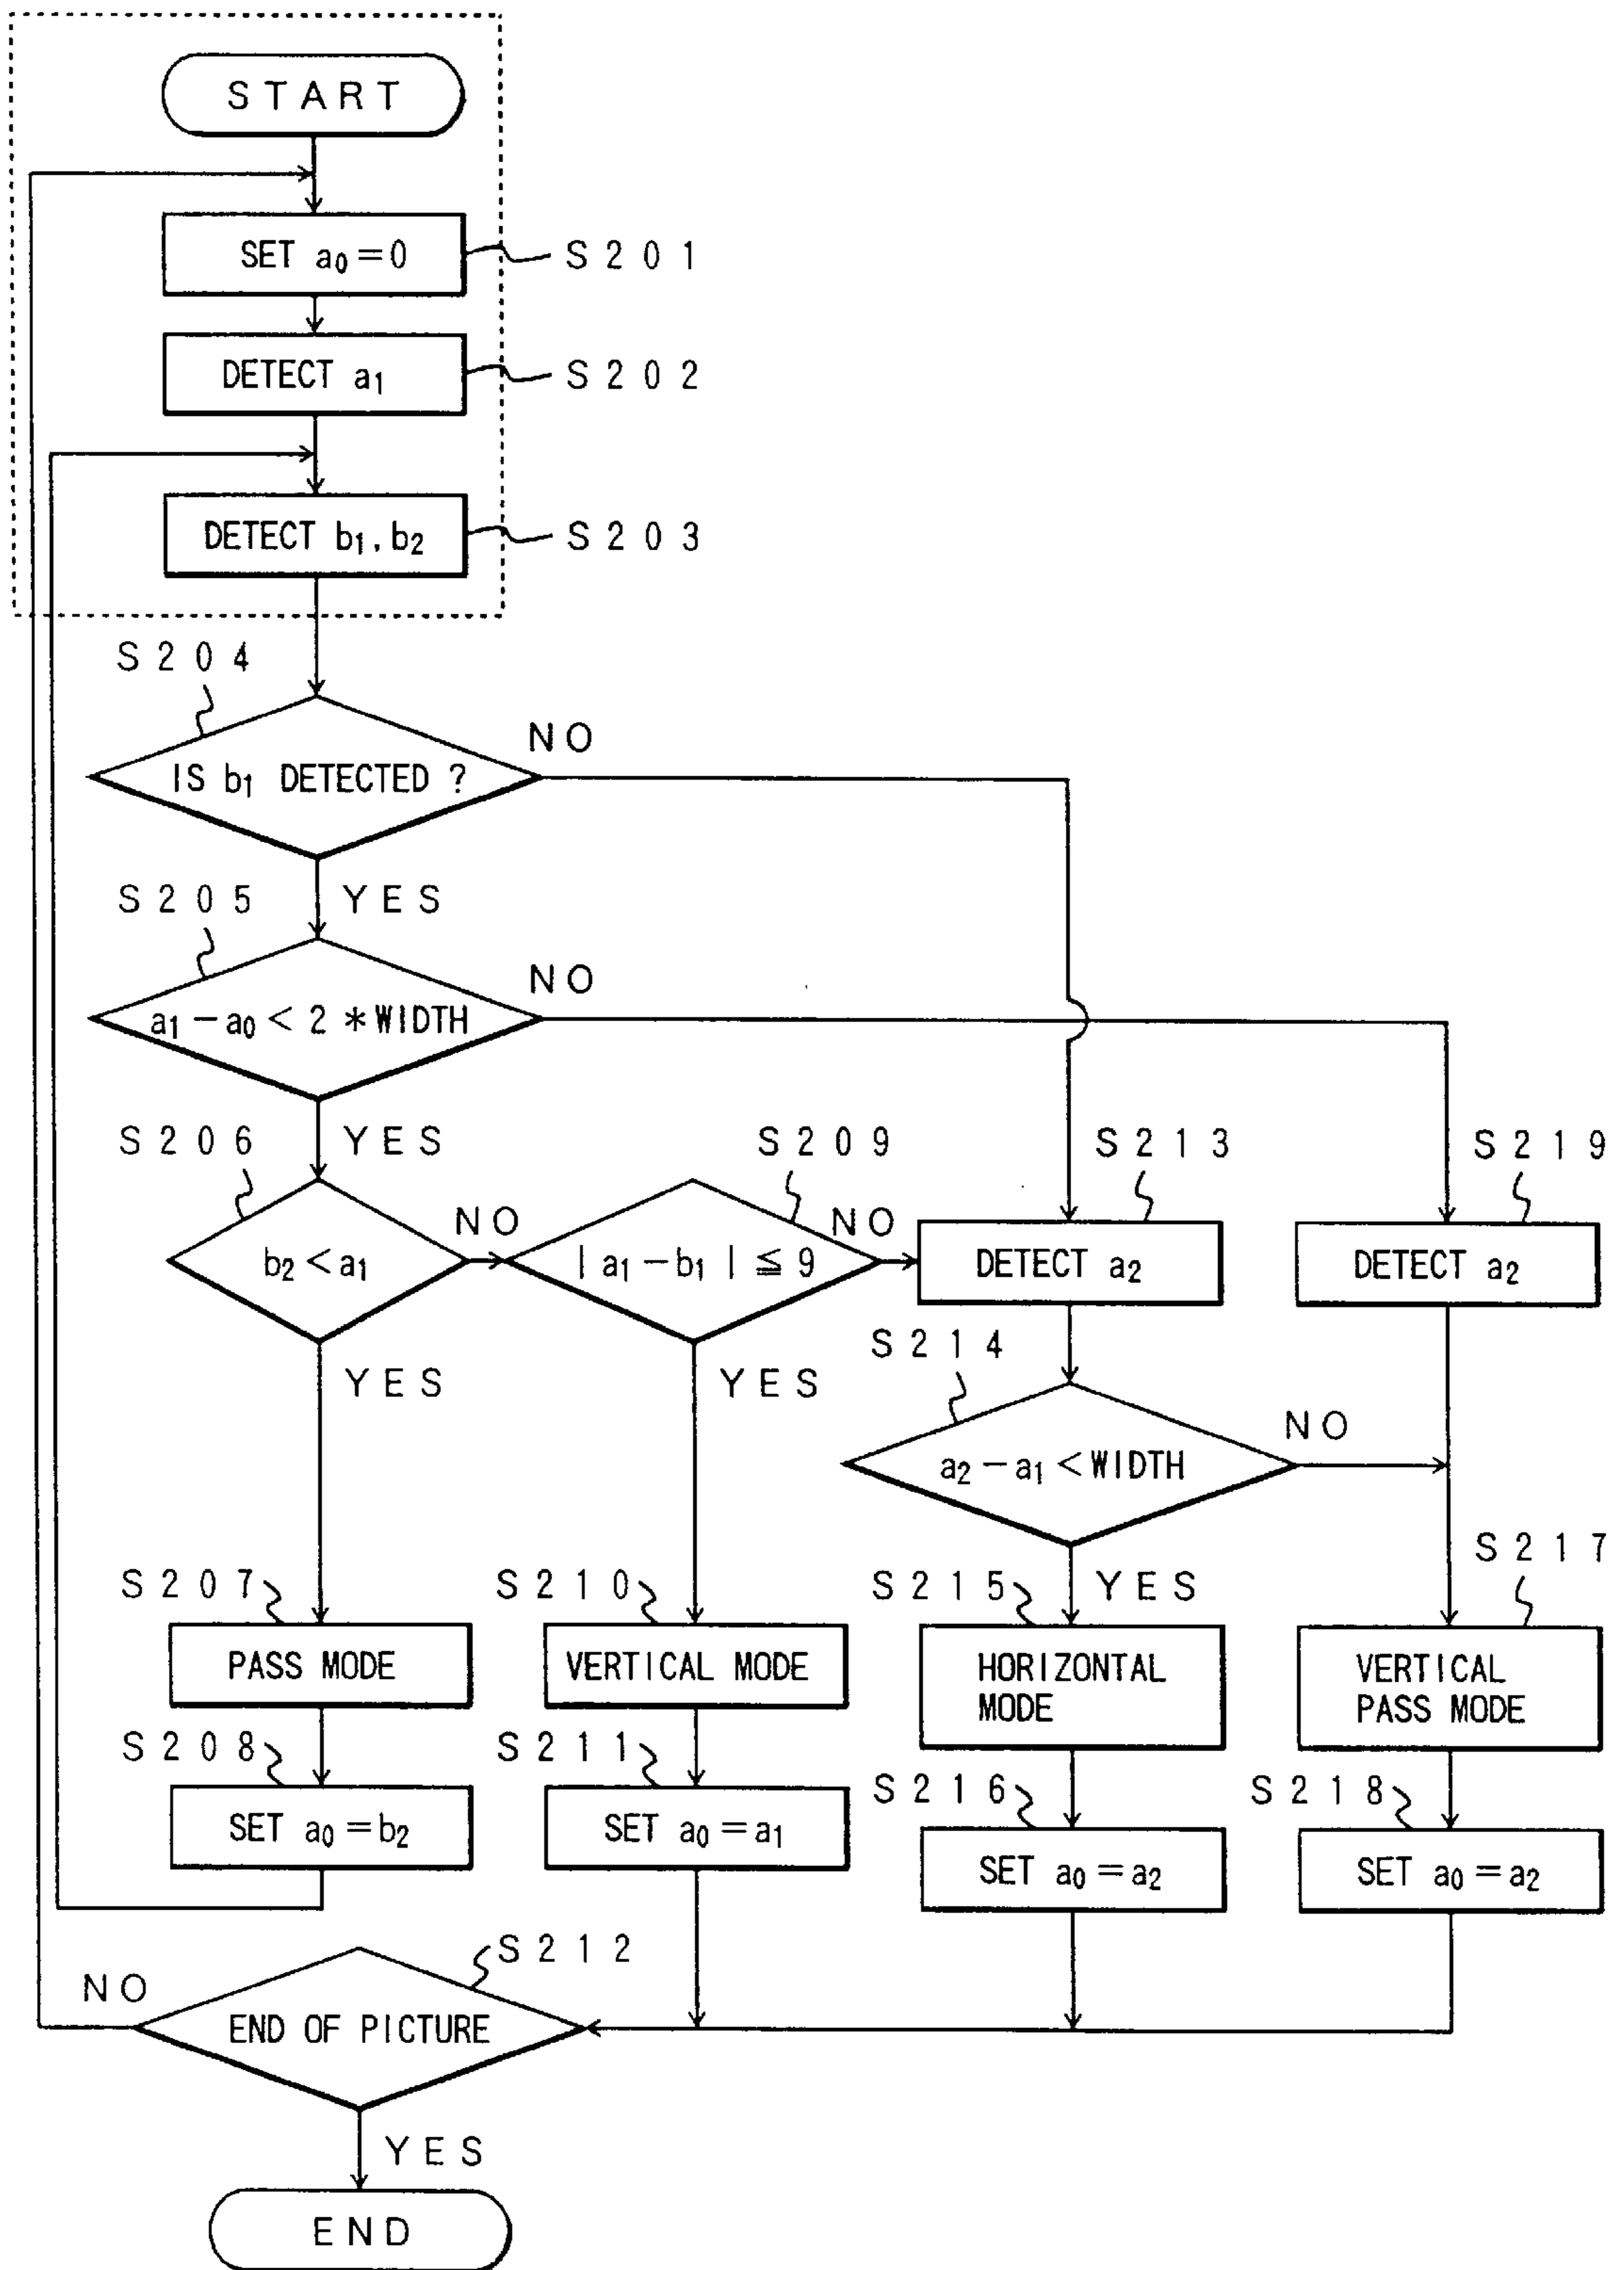 START
SET a₀=0
S201
DETECT a₁
S202
DETECT b₁, b₂
S203
S204
IS b₁ DETECTED ?
NO
YES
S205
a₁−a₀<2*WIDTH
NO
YES
S206
b₂<a₁
NO
YES
S209
|a₁−b₁|≦9
NO
YES
S213
DETECT a₂
S219
DETECT a₂
S214
a₂−a₁<WIDTH
NO
YES
S207
PASS MODE
S210
VERTICAL MODE
S215
HORIZONTAL
MODE
S217
VERTICAL
PASS MODE
S208
SET a₀=b₂
S211
SET a₀=a₁
S216
SET a₀=a₂
S218
SET a₀=a₂
S212
END OF PICTURE
NO
YES
END